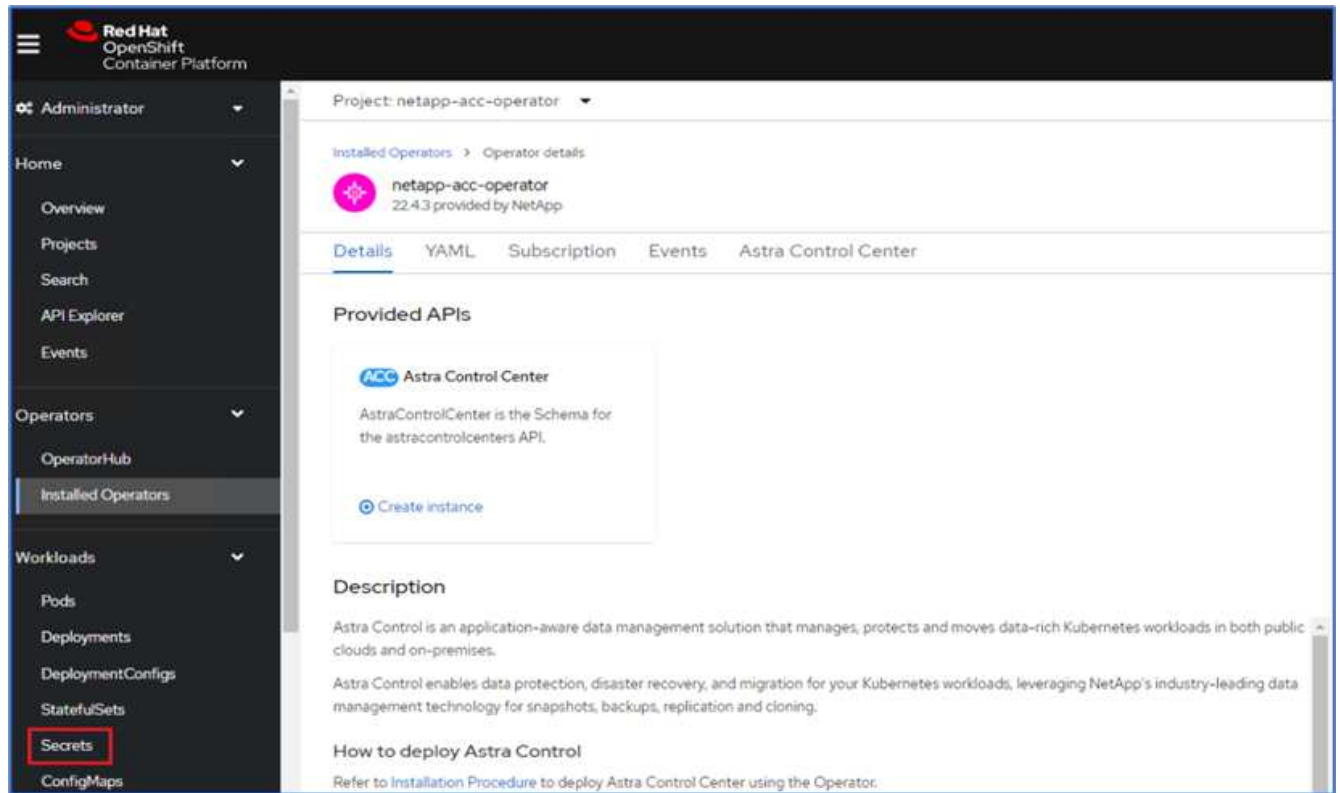 Red Hat
OpenShift
Container Platform
Administrator
Home
Overview
Projects
Search
API Explorer
Events
Operators
OperatorHub
Installed Operators
Workloads
Pods
Deployments
DeploymentConfigs
StatefulSets
Secrets
ConfigMaps
Project: netapp-acc-operator
Installed Operators > Operator details
netapp-acc-operator
22.4.3 provided by NetApp
Details YAML Subscription Events Astra Control Center
Provided APIs
ACC Astra Control Center
AstraControlCenter is the Schema for
the astracontrolcenters API.
Create instance
Description
Astra Control is an application-aware data management solution that manages, protects and moves data-rich Kubernetes workloads in both public
clouds and on-premises.
Astra Control enables data protection, disaster recovery, and migration for your Kubernetes workloads, leveraging NetApp's industry-leading data
management technology for snapshots, backups, replication and cloning.
How to deploy Astra Control
Refer to Installation Procedure to deploy Astra Control Center using the Operator.